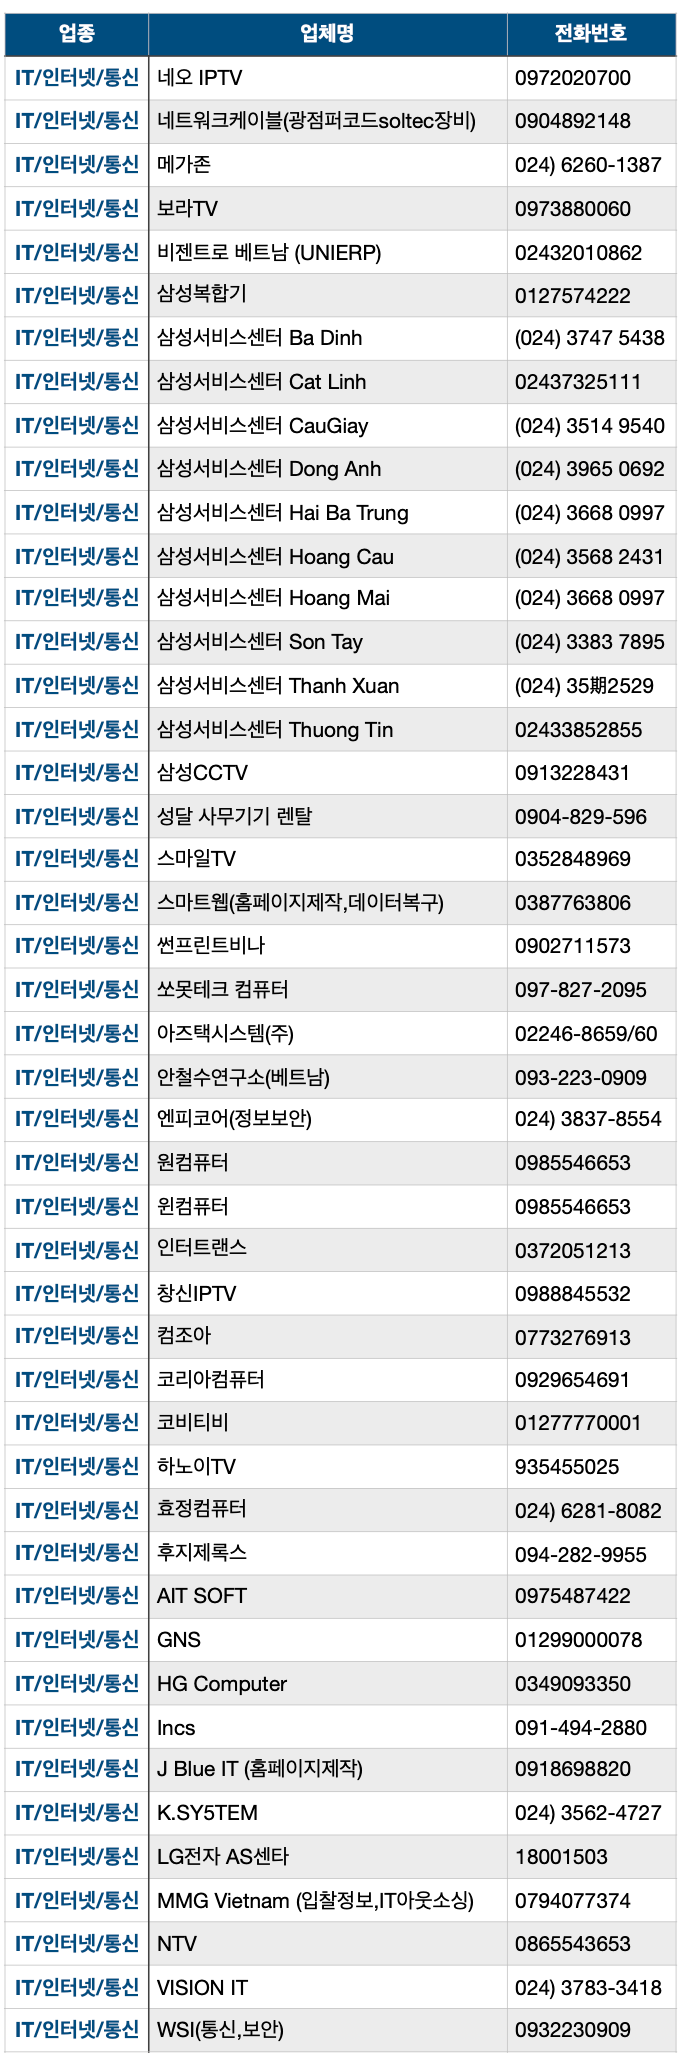 업종 업체명 전화번호
IT/인터넷/통신 네오 IPTV 0972020700
IT/인터넷/통신 네트워크케이블(광점퍼코드soltec장비) 0904892148
IT/인터넷/통신 메가존 024) 6260-1387
IT/인터넷/통신 보라TV 0973880060
IT/인터넷/통신 비젠트로 베트남 (UNIERP) 02432010862
IT/인터넷/통신 삼성복합기 0127574222
IT/인터넷/통신 삼성서비스센터 Ba Dinh (024) 3747 5438
IT/인터넷/통신 삼성서비스센터 Cat Linh 02437325111
IT/인터넷/통신 삼성서비스센터 CauGiay (024) 3514 9540
IT/인터넷/통신 삼성서비스센터 Dong Anh (024) 3965 0692
IT/인터넷/통신 삼성서비스센터 Hai Ba Trung (024) 3668 0997
IT/인터넷/통신 삼성서비스센터 Hoang Cau (024) 3568 2431
IT/인터넷/통신 삼성서비스센터 Hoang Mai (024) 3668 0997
IT/인터넷/통신 삼성서비스센터 Son Tay (024) 3383 7895
IT/인터넷/통신 삼성서비스센터 Thanh Xuan (024) 35期2529
IT/인터넷/통신 삼성서비스센터 Thuong Tin 02433852855
IT/인터넷/통신 삼성CCTV 0913228431
IT/인터넷/통신 성달 사무기기 렌탈 0904-829-596
IT/인터넷/통신 스마일TV 0352848969
IT/인터넷/통신 스마트웹(홈페이지제작,데이터복구) 0387763806
IT/인터넷/통신 썬프린트비나 0902711573
IT/인터넷/통신 쏘못테크 컴퓨터 097-827-2095
IT/인터넷/통신 아즈택시스템(주) 02246-8659/60
IT/인터넷/통신 안철수연구소(베트남) 093-223-0909
IT/인터넷/통신 엔피코어(정보보안) 024) 3837-8554
IT/인터넷/통신 원컴퓨터 0985546653
IT/인터넷/통신 윈컴퓨터 0985546653
IT/인터넷/통신 인터트랜스 0372051213
IT/인터넷/통신 창신IPTV 0988845532
IT/인터넷/통신 컴조아 0773276913
IT/인터넷/통신 코리아컴퓨터 0929654691
IT/인터넷/통신 코비티비 01277770001
IT/인터넷/통신 하노이TV 935455025
IT/인터넷/통신 효정컴퓨터 024) 6281-8082
IT/인터넷/통신 후지제록스 094-282-9955
IT/인터넷/통신 AIT SOFT 0975487422
IT/인터넷/통신 GNS 01299000078
IT/인터넷/통신 HG Computer 0349093350
IT/인터넷/통신 Incs 091-494-2880
IT/인터넷/통신 J Blue IT (홈페이지제작) 0918698820
IT/인터넷/통신 K.SY5TEM 024) 3562-4727
IT/인터넷/통신 LG전자 AS센타 18001503
IT/인터넷/통신 MMG Vietnam (입찰정보,IT아웃소싱) 0794077374
IT/인터넷/통신 NTV 0865543653
IT/인터넷/통신 VISION IT 024) 3783-3418
IT/인터넷/통신 WSI(통신,보안) 0932230909